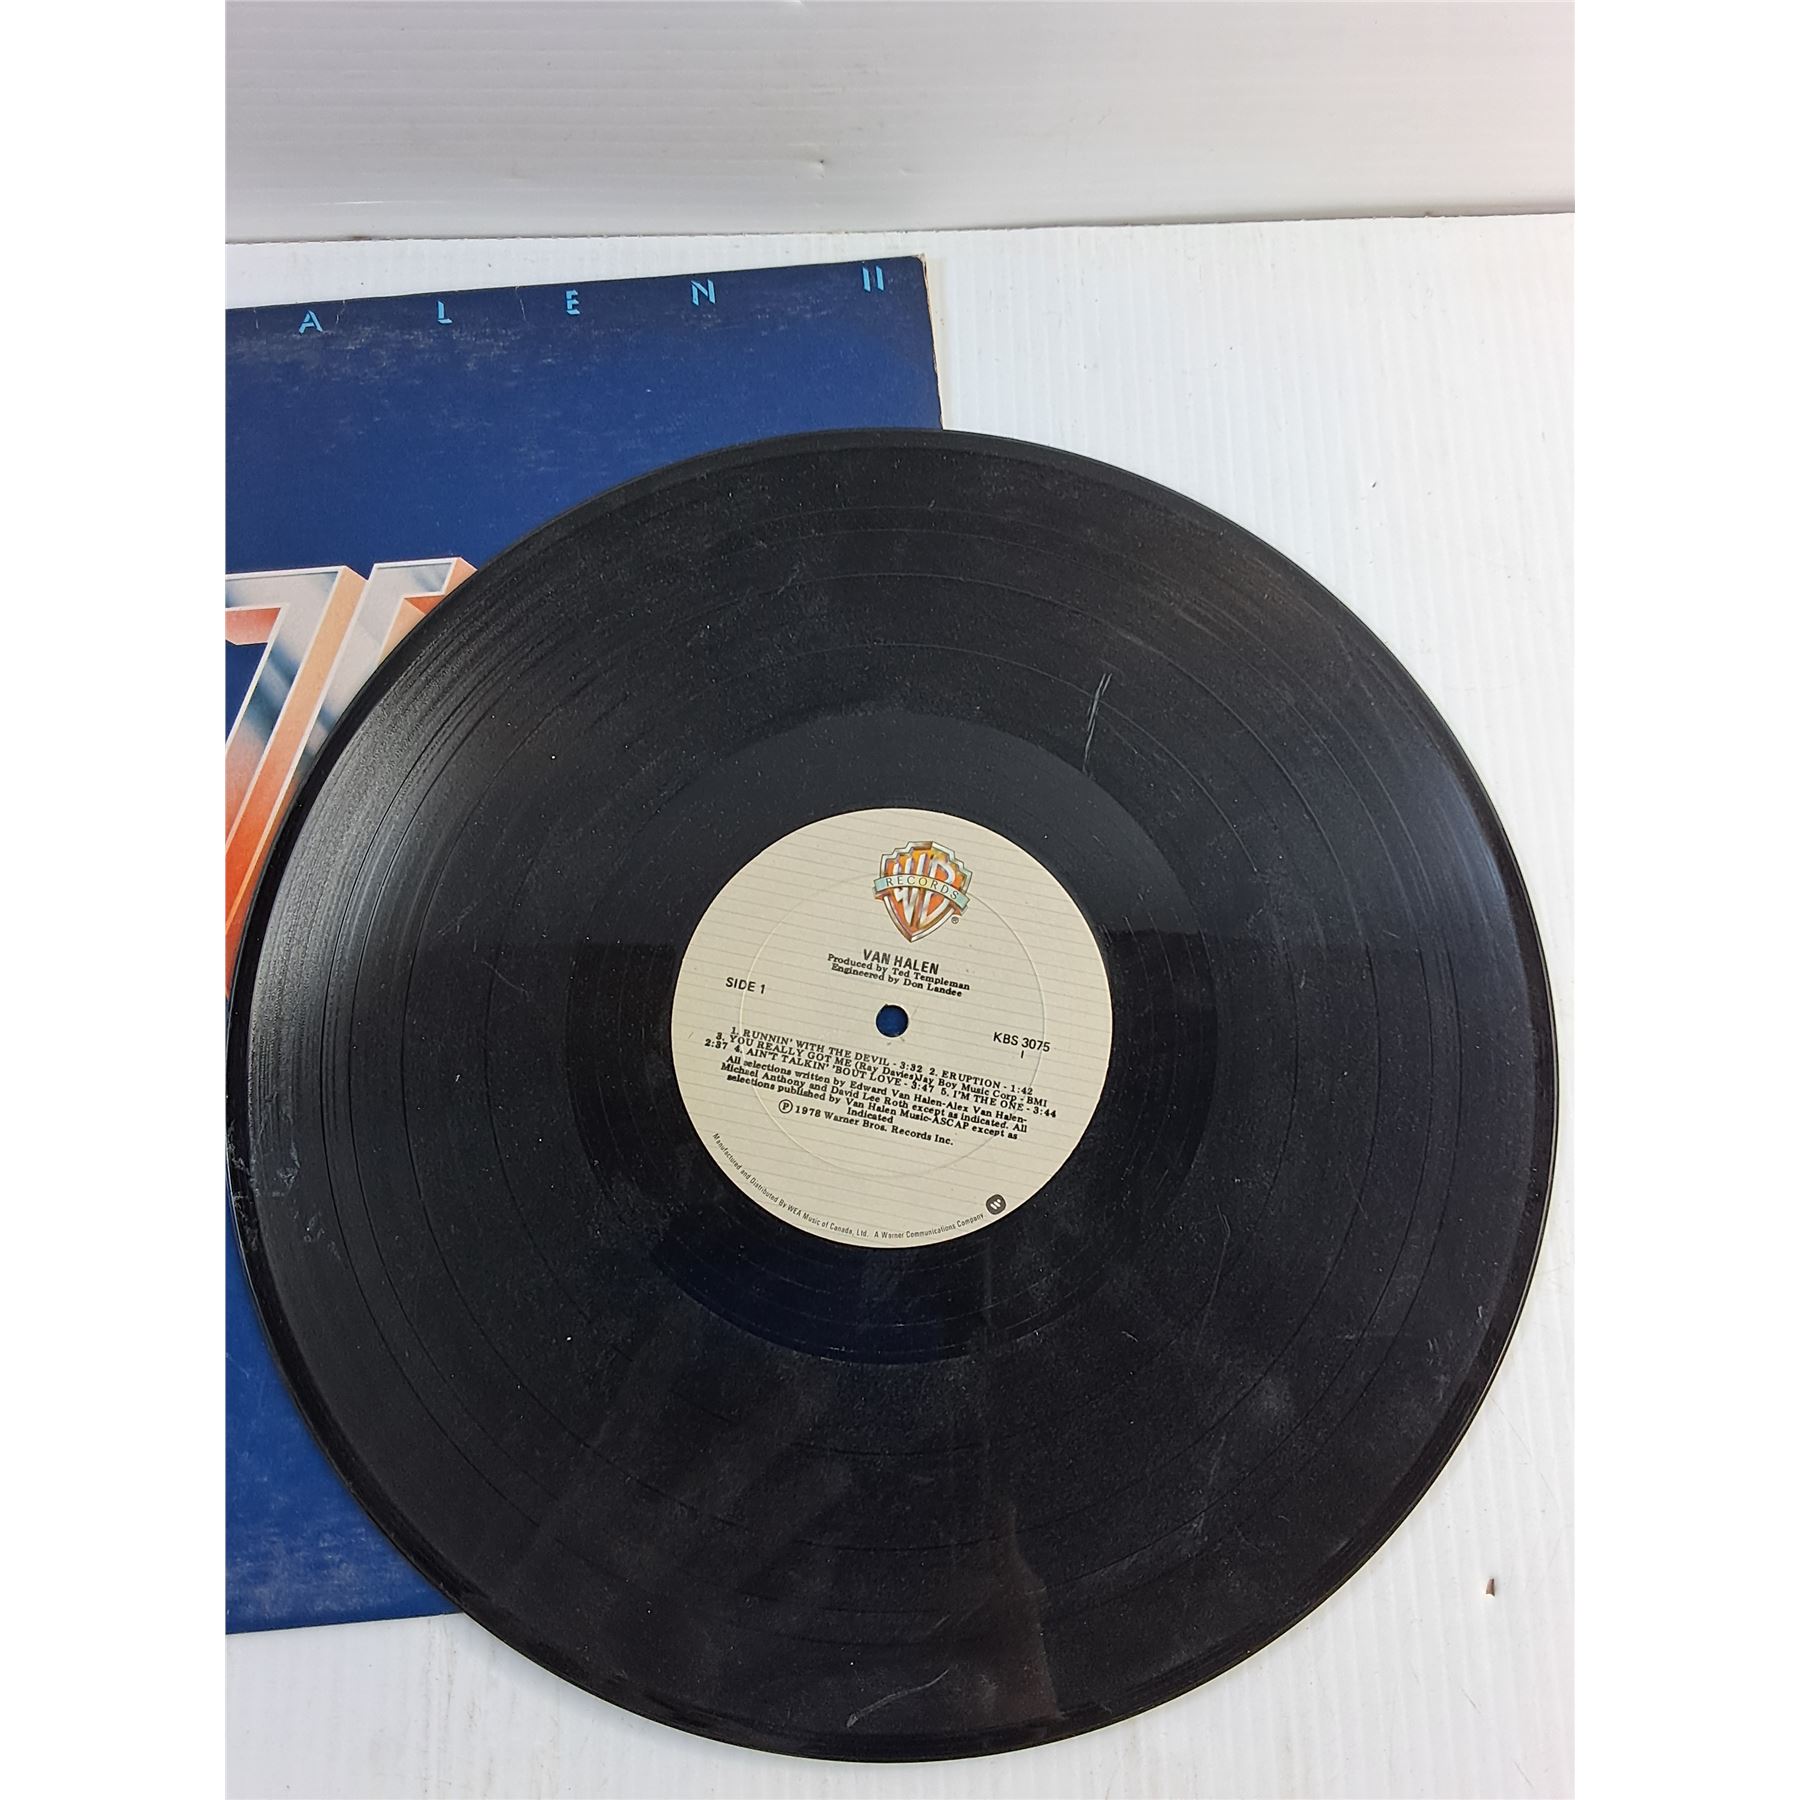 A L E N II
WB
RECORDS
®
VAN HALEN
Produced by Ted Templeman
Engineered by Don Landee
SIDE 1
KBS 3075
1
1. RUNNIN' WITH THE DEVIL - 3:32 2. ERUPTION - 1:42
3. YOU REALLY GOT ME (Ray Davies)Jay Boy Music Corp - BMI
2:37 4. AIN'T TALKIN' 'BOUT LOVE - 3:47 5. I'M THE ONE - 3:44
All selections written by Edward Van Halen-Alex Van Halen-
Michael Anthony and David Lee Roth except as indicated. All
selections published by Van Halen Music-ASCAP except as
Indicated
Ⓟ 1978 Warner Bros. Records Inc.
Manufactured and Distributed By WEA Music of Canada, Ltd. A Warner Communications Company